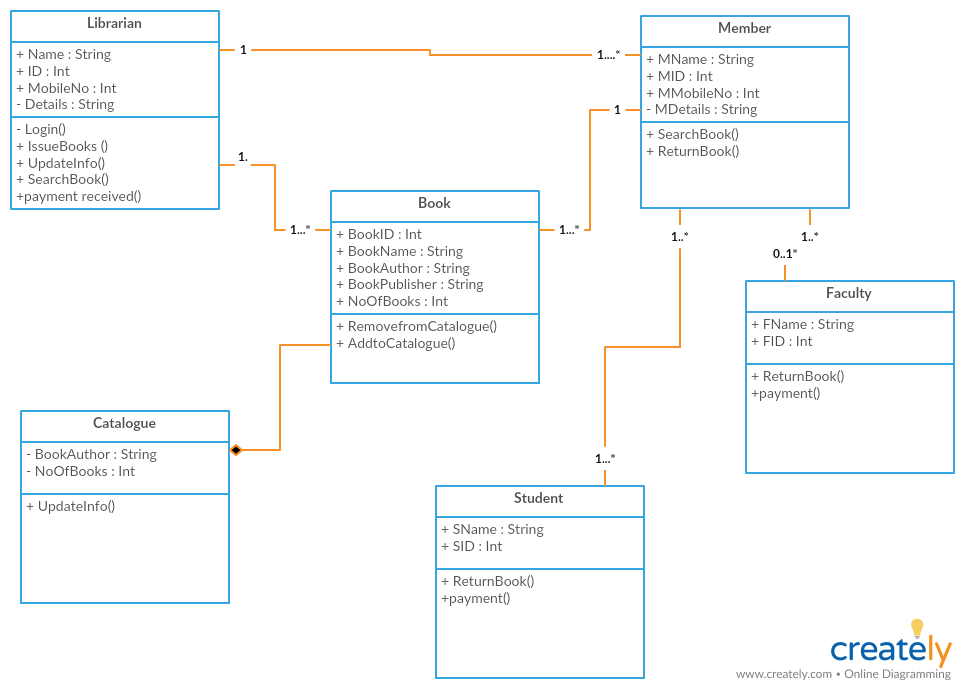 Librarian
+ Name : String
+ ID : Int
+ MobileNo : Int
- Details : String
- Login()
+ IssueBooks ()
+ UpdateInfo()
+ SearchBook()
+payment received()
1
1....*
Member
+ MName : String
+ MID : Int
+ MMobileNo : Int
- MDetails : String
+ SearchBook()
+ ReturnBook()
1.
1...*
1
1...*
Book
+ BookID : Int
+ BookName : String
+ BookAuthor : String
+ BookPublisher : String
+ NoOfBooks : Int
+ RemovefromCatalogue()
+ AddtoCatalogue()
1..*
1..*
0..1*
Faculty
+ FName : String
+ FID : Int
+ ReturnBook()
+payment()
Catalogue
- BookAuthor : String
- NoOfBooks : Int
+ UpdateInfo()
1...*
Student
+ SName : String
+ SID : Int
+ ReturnBook()
+payment()
creately
www.creately.com • Online Diagramming